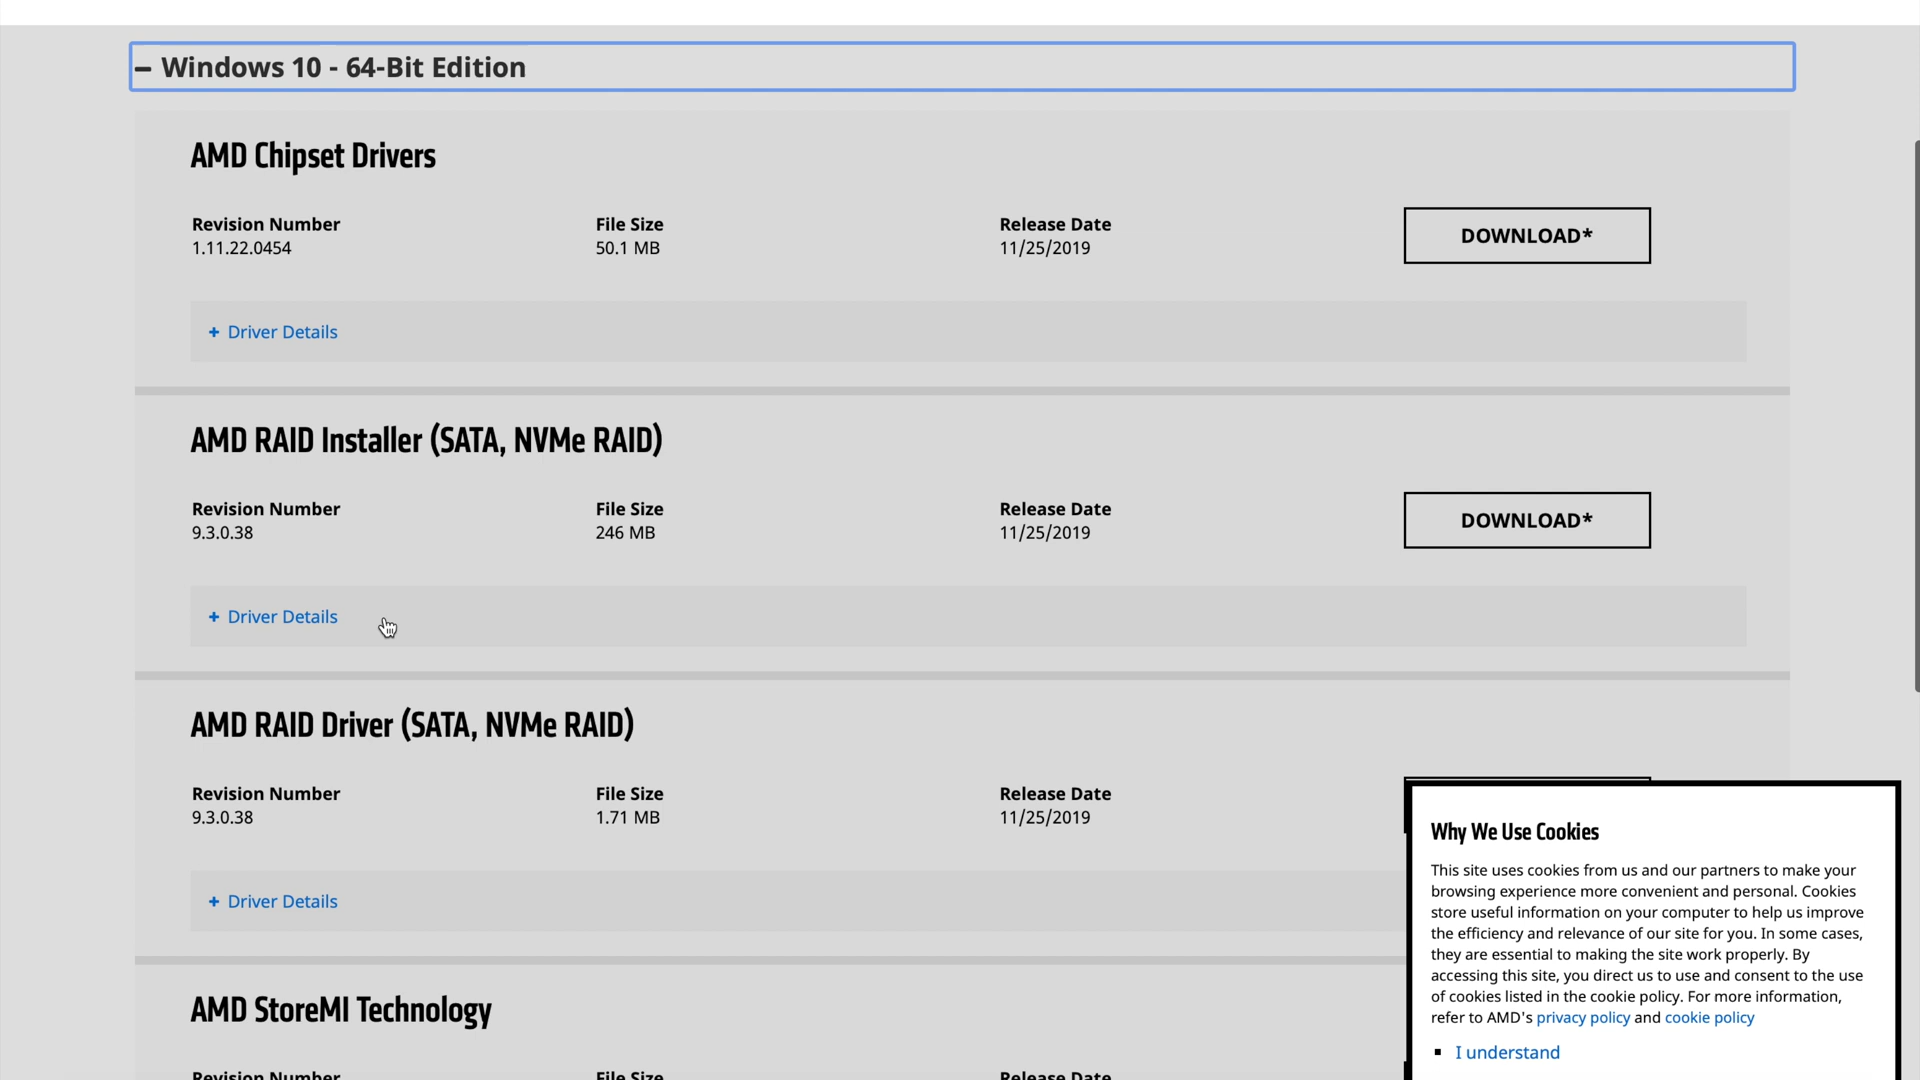 – Windows 10 - 64-Bit Edition
AMD Chipset Drivers
Revision Number File Size Release Date
1.11.22.0454 50.1 MB 11/25/2019
DOWNLOAD*
+ Driver Details
AMD RAID Installer (SATA, NVMe RAID)
Revision Number File Size Release Date
9.3.0.38 246 MB 11/25/2019
DOWNLOAD*
+ Driver Details
AMD RAID Driver (SATA, NVMe RAID)
Revision Number File Size Release Date
9.3.0.38 1.71 MB 11/25/2019
+ Driver Details
AMD StoreMI Technology
Revision Number File Size Release Date
Why We Use Cookies
This site uses cookies from us and our partners to make your
browsing experience more convenient and personal. Cookies
store useful information on your computer to help us improve
the efficiency and relevance of our site for you. In some cases,
they are essential to making the site work properly. By
accessing this site, you direct us to use and consent to the use
of cookies listed in the cookie policy. For more information,
refer to AMD's privacy policy and cookie policy
▪ I understand